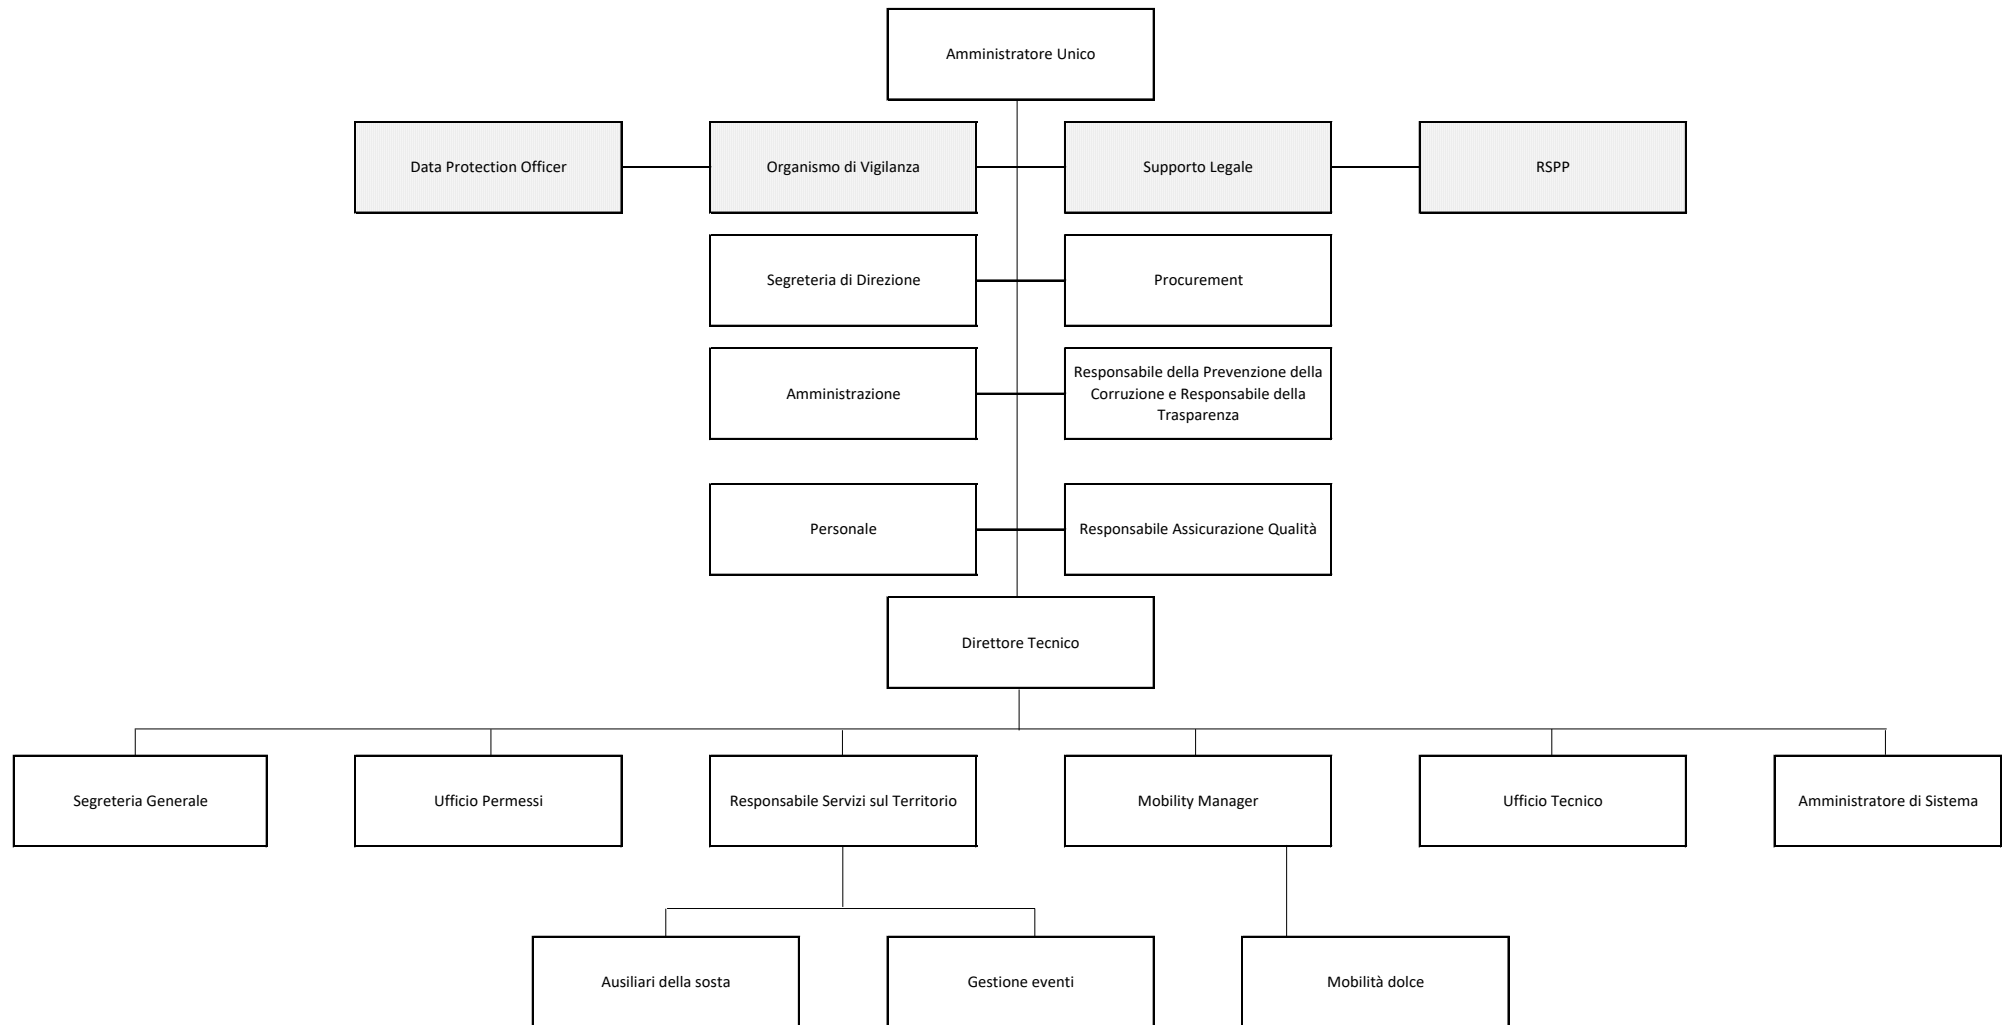 Amministratore Unico
Data Protection Officer
Organismo di Vigilanza
Supporto Legale
RSPP
Segreteria di Direzione
Procurement
Amministrazione
Responsabile della Prevenzione della
Corruzione e Responsabile della
Trasparenza
Personale
Responsabile Assicurazione Qualità
Direttore Tecnico
Segreteria Generale
Ufficio Permessi
Responsabile Servizi sul Territorio
Mobility Manager
Ufficio Tecnico
Amministratore di Sistema
Ausiliari della sosta
Gestione eventi
Mobilità dolce